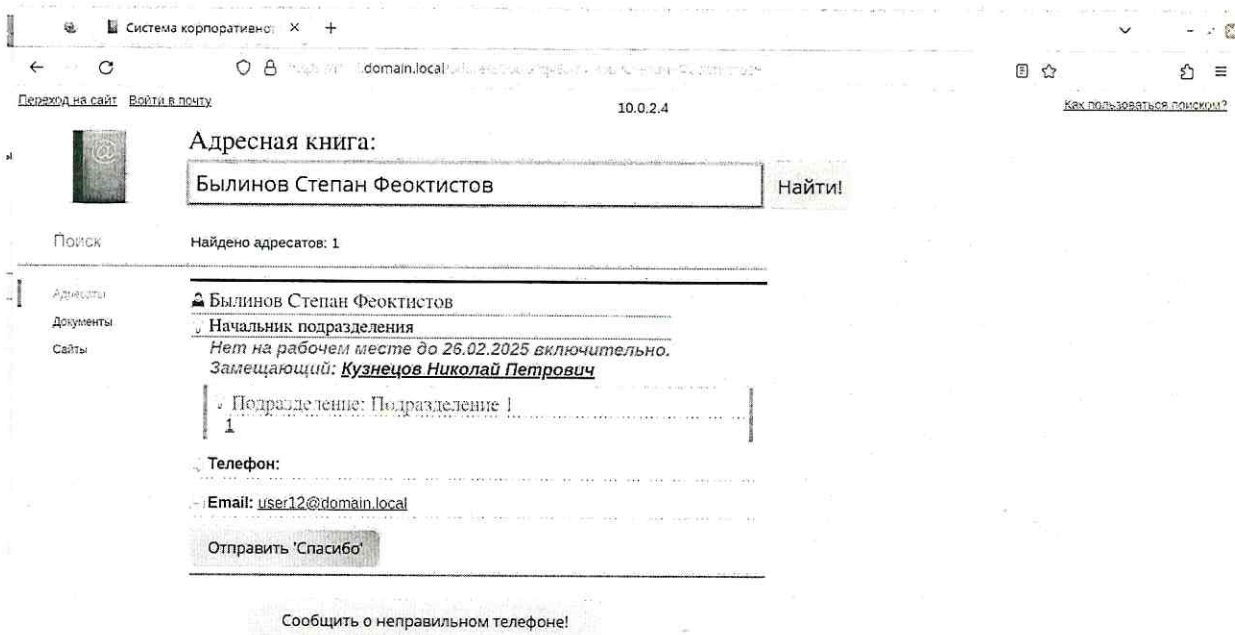 Система корпоративно
domain.local
Переход на сайт Войти в почту
10.0.2.4
Как пользоваться поиском?
@
Адресная книга:
Былинов Степан Феоктистов
Найти!
Поиск
Найдено адресатов: 1
Адресаты
Документы
Сайты
Былинов Степан Феоктистов
Начальник подразделения
Нет на рабочем месте до 26.02.2025 включительно.
Замещающий: Кузнецов Николай Петрович
Подразделение: Подразделение 1
1
Телефон:
Email: user12@domain.local
Отправить 'Спасибо'
Сообщить о неправильном телефоне!